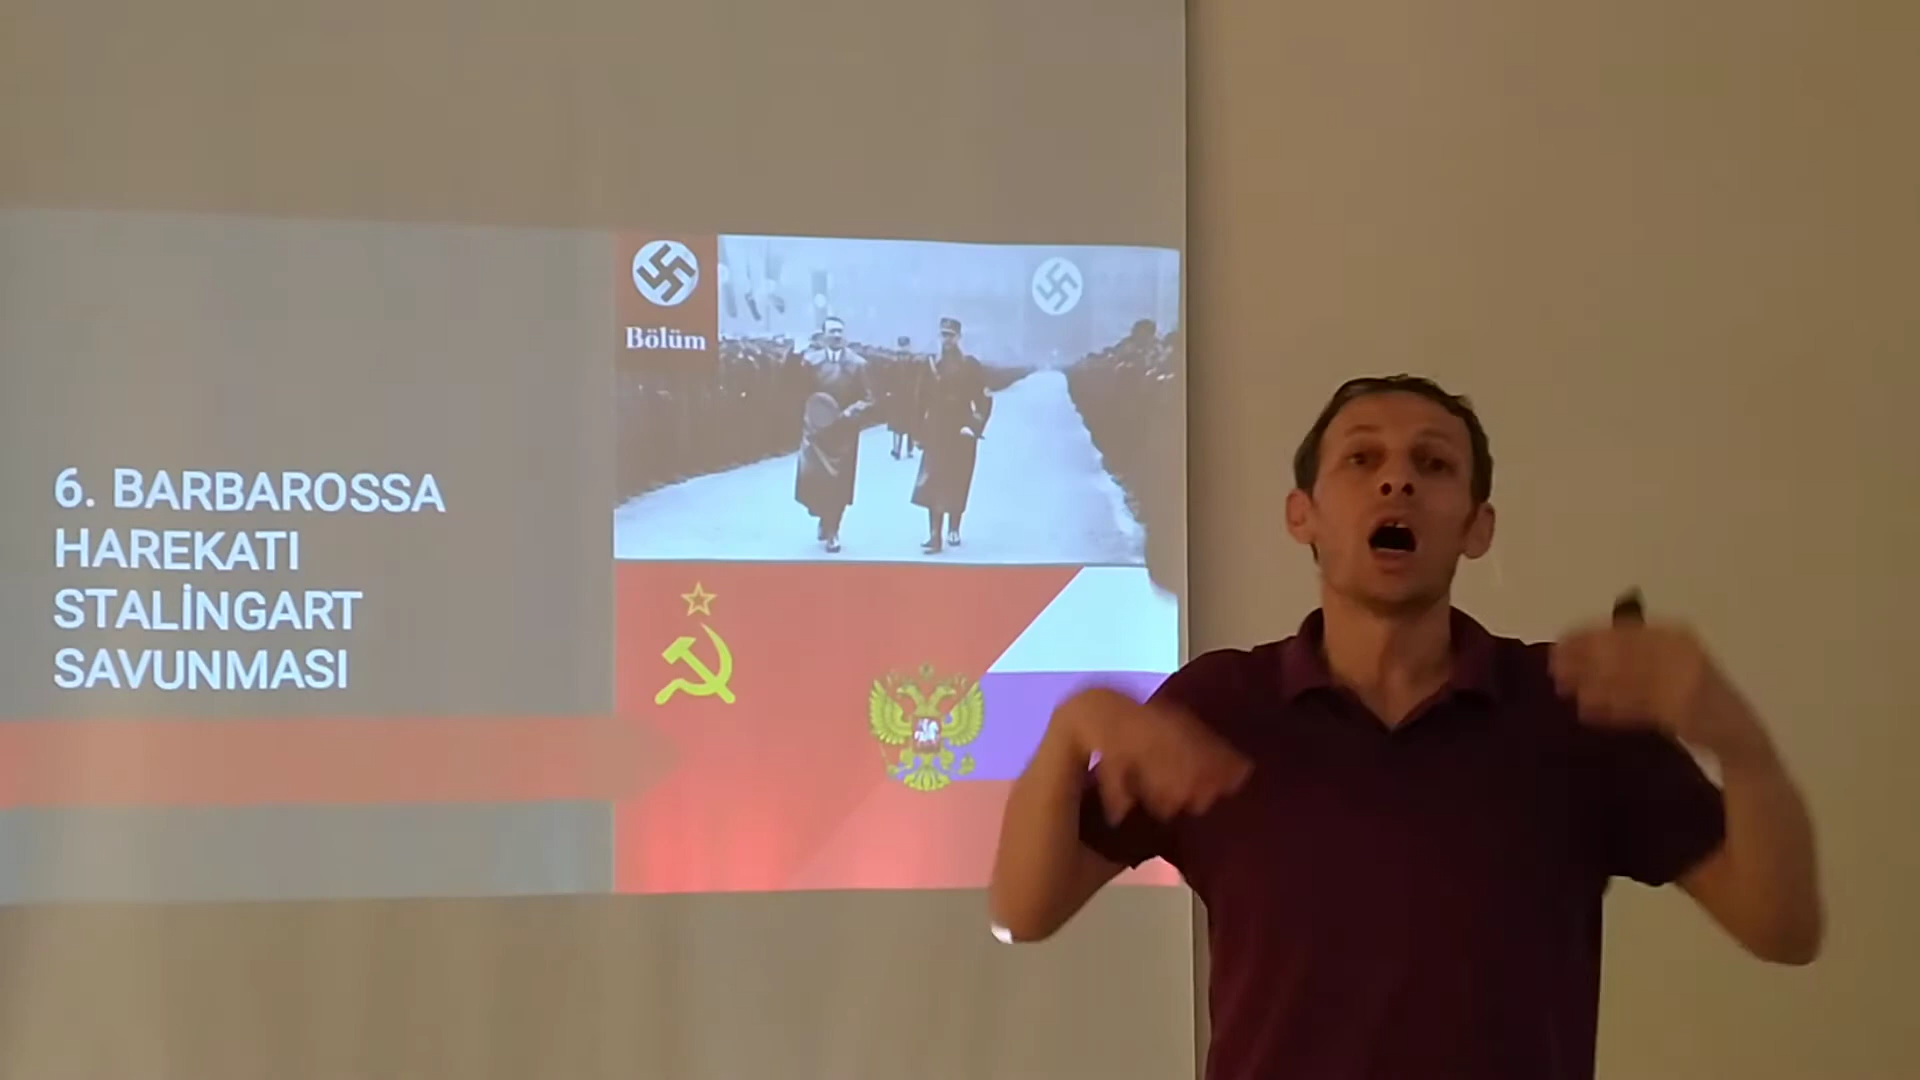 6. BARBAROSSA
HAREKATI
STALİNGART
SAVUNMASI
Bölüm